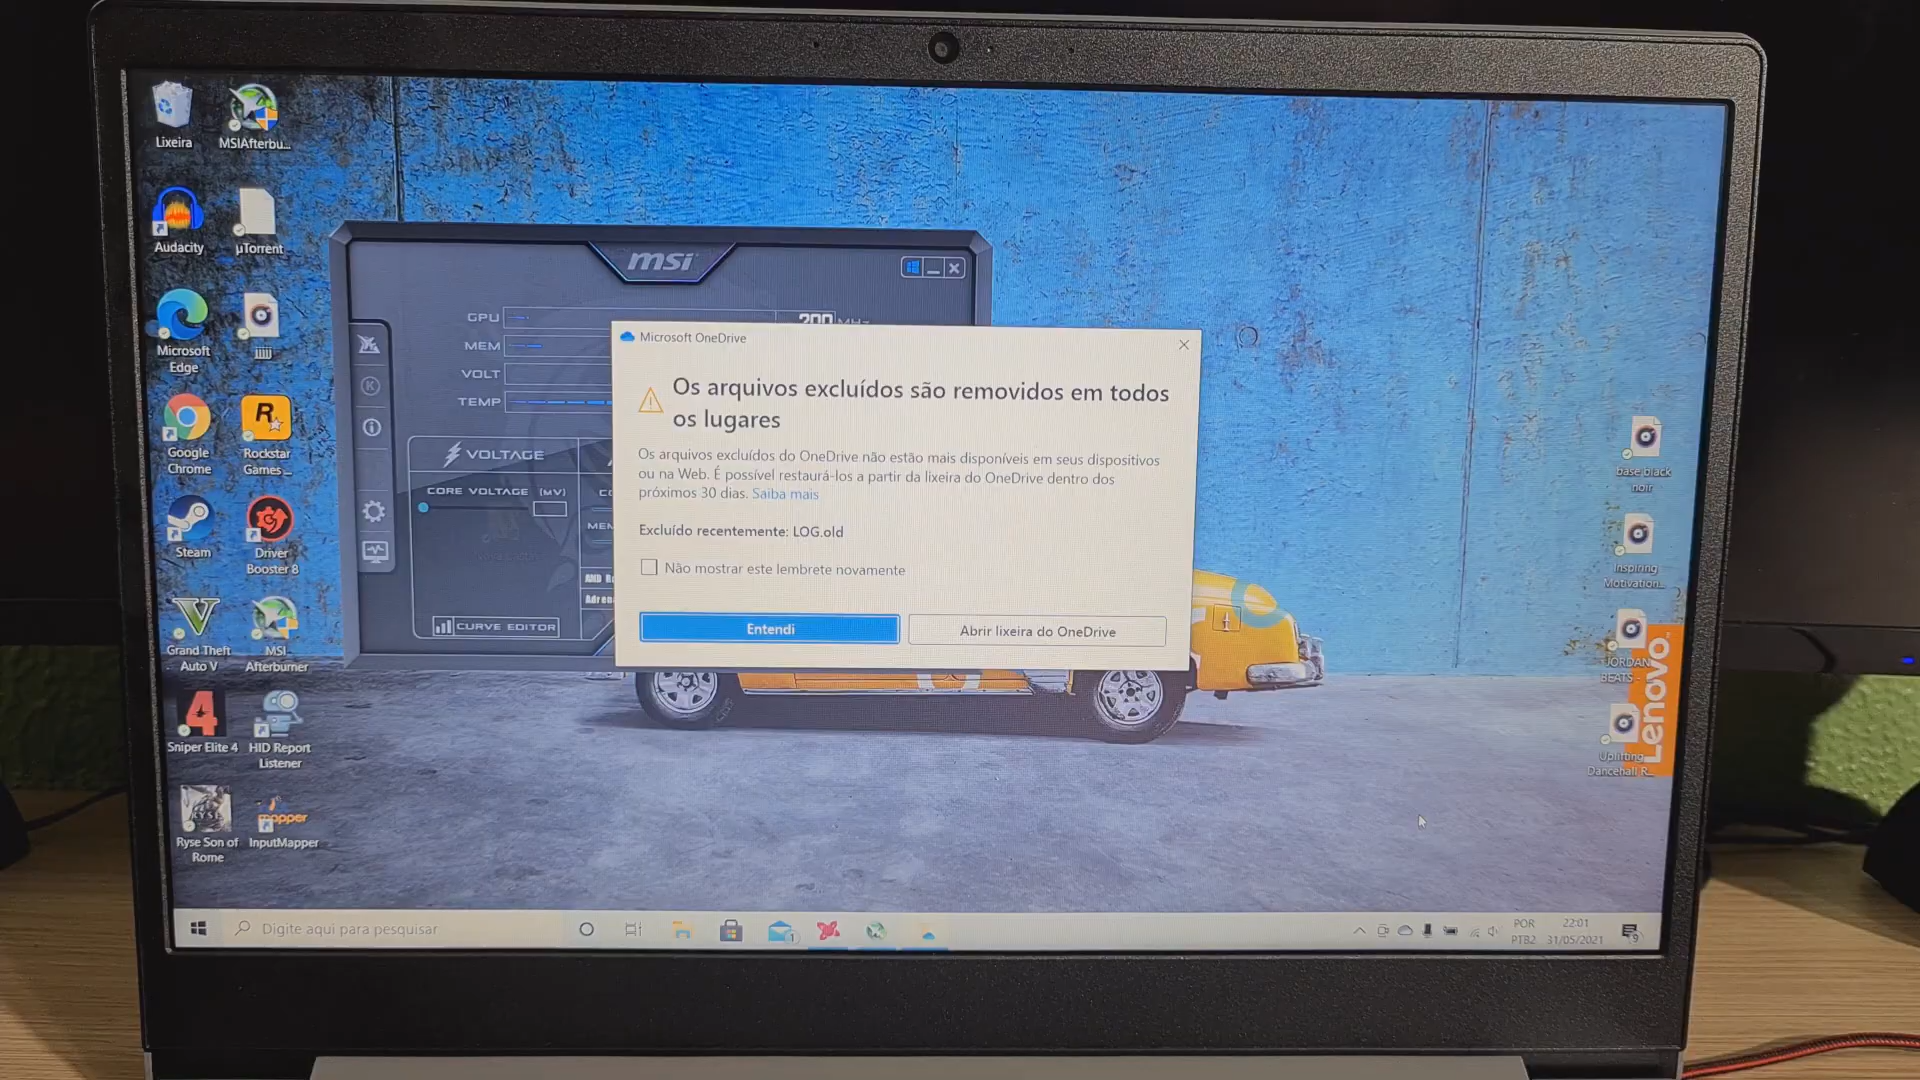 Lixeira
MSIAfterbu...
Audacity
µTorrent
Microsoft
Edge
jjjjj
Google
Chrome
Rockstar
Games ...
Steam
Driver
Booster 8
Grand Theft
Auto V
MSI
Afterburner
Sniper Elite 4
HID Report
Listener
Ryse Son of
Rome
mapper
InputMapper
msi
GPU
200 MHz
MEM
VOLT
TEMP
VOLTAGE
CORE VOLTAGE (MV)
CURVE EDITOR
Microsoft OneDrive
Os arquivos excluídos são removidos em todos
os lugares
Os arquivos excluídos do OneDrive não estão mais disponíveis em seus dispositivos
ou na Web. É possível restaurá-los a partir da lixeira do OneDrive dentro dos
próximos 30 dias. Saiba mais
Excluído recentemente: LOG.old
Não mostrar este lembrete novamente
Entendi
Abrir lixeira do OneDrive
base black
noir
Inspiring
Motivation...
JORDAN
BEATS -
Uplifting
Dancehall R...
Lenovo
Digite aqui para pesquisar
POR
PTB2
22:01
31/05/2021